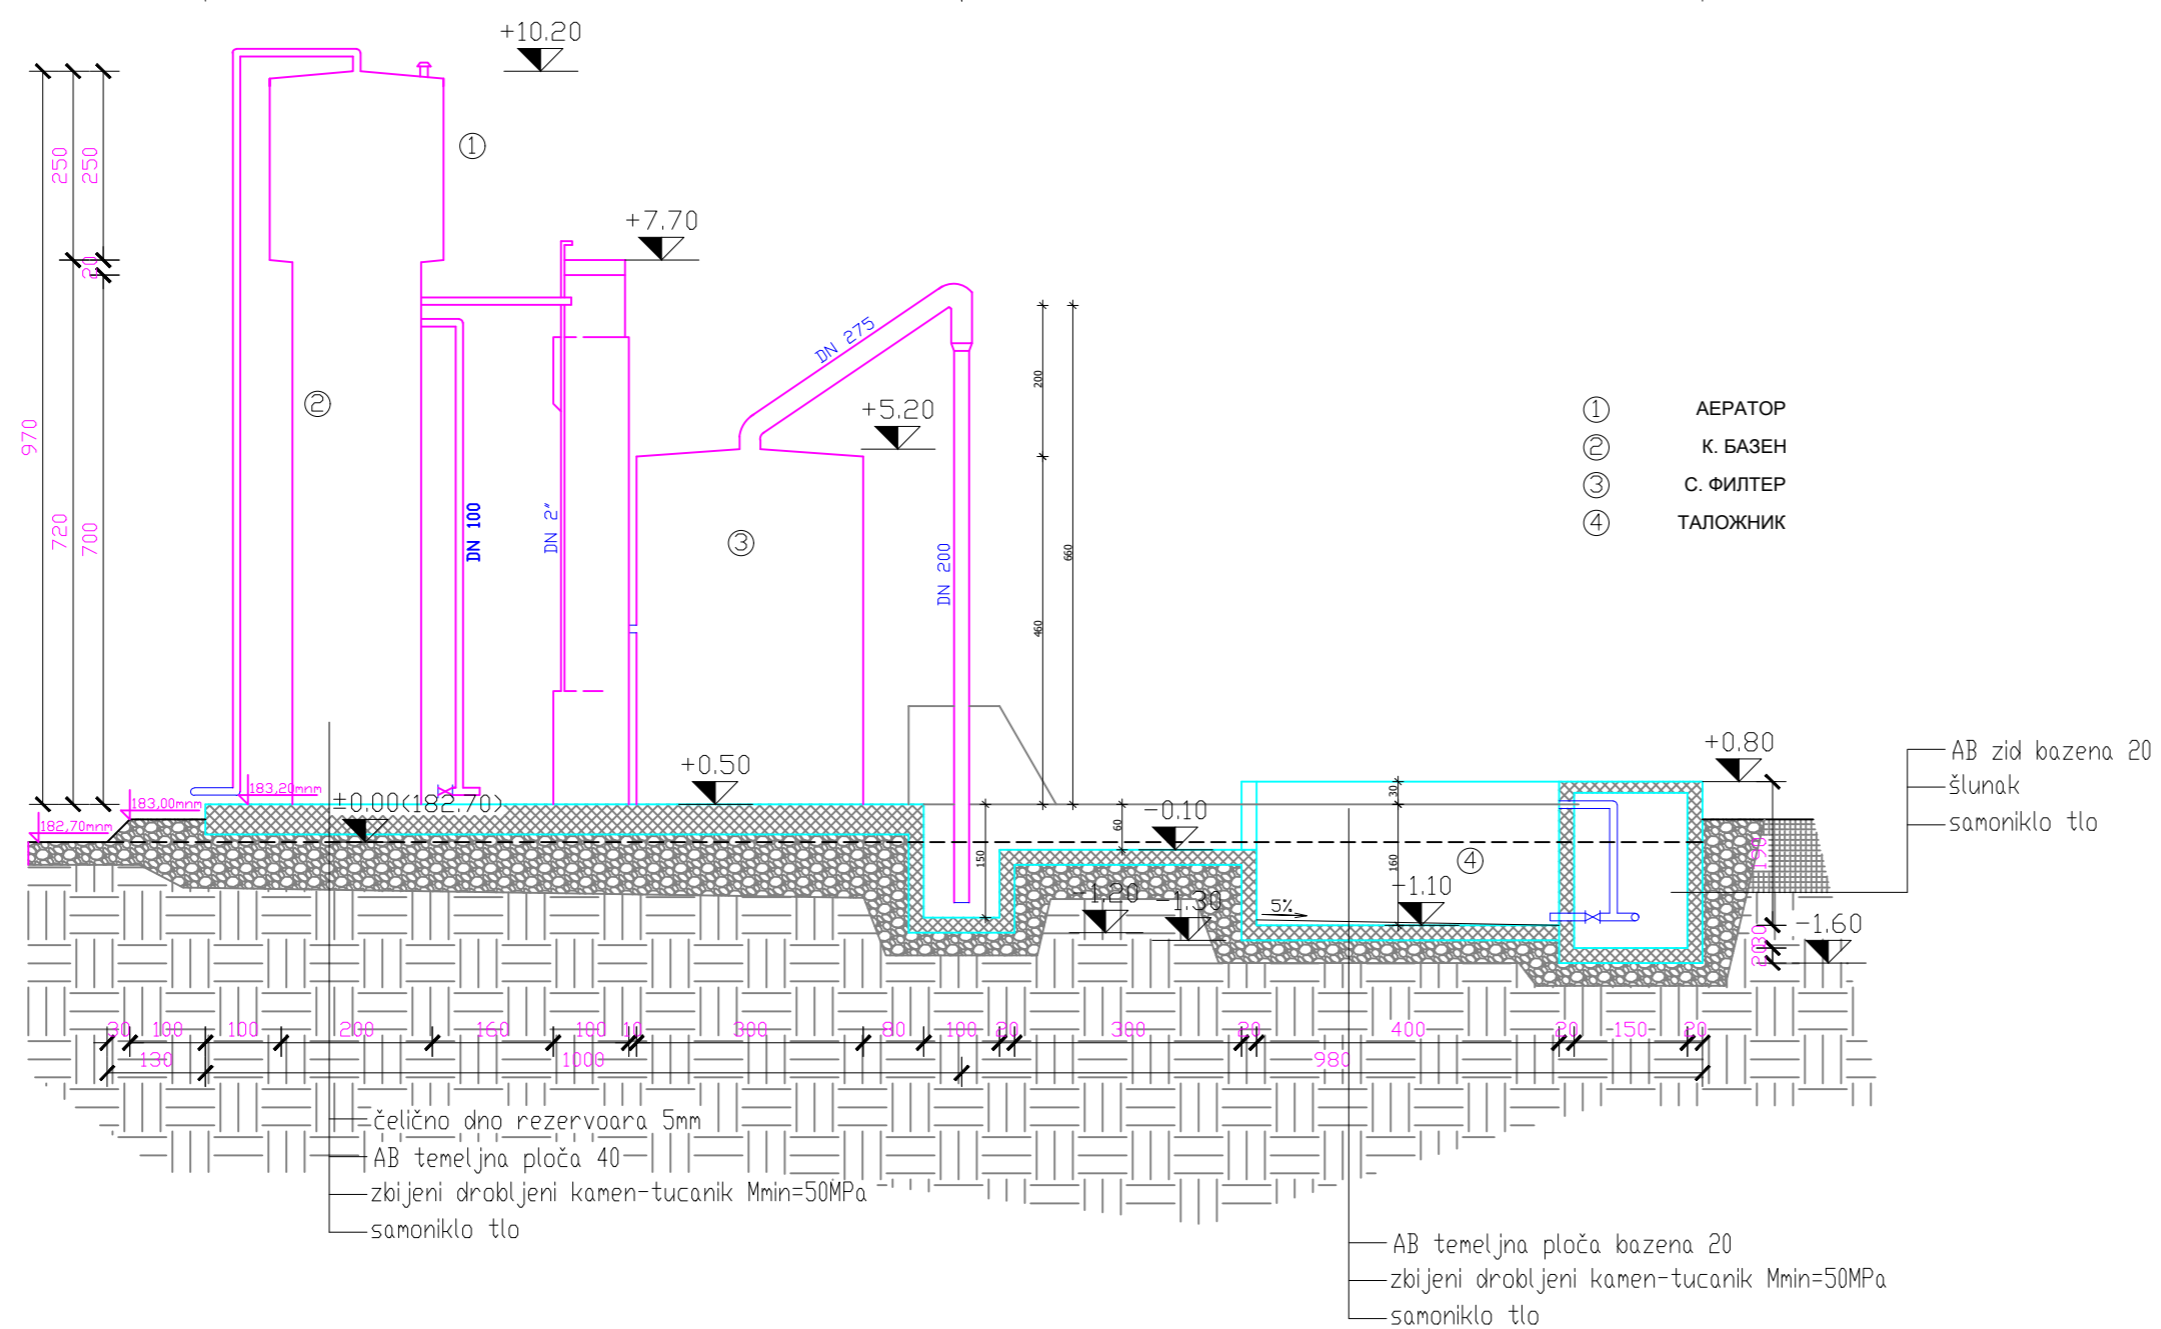 +10,20
①
250
250
+7,70
20
DN 275
200
+5,20
① АЕРАТОР
② К. БАЗЕН
③ С. ФИЛТЕР
④ ТАЛОЖНИК
②
970
720
700
DN 100
DN 2"
③
DN 200
660
460
+0,50
+0,80
AB zid bazena 20
šlunak
samoniklo tlo
183,20mnm
183,00mnm
±0,00(182,70)
182,70mnm
30
-0,10
60
150
160
④
190
-1,10
-1,20
-1,30
5%
-1,60
30
20
30 100 100 200 160 100 10 300 80 100 20 300 20 400 20 150 20
130 1000 980
čelično dno rezervoara 5mm
AB temeljna ploča 40
zbijeni drobljeni kamen-tucanik Mmin=50MPa
samoniklo tlo
AB temeljna ploča bazena 20
zbijeni drobljeni kamen-tucanik Mmin=50MPa
samoniklo tlo